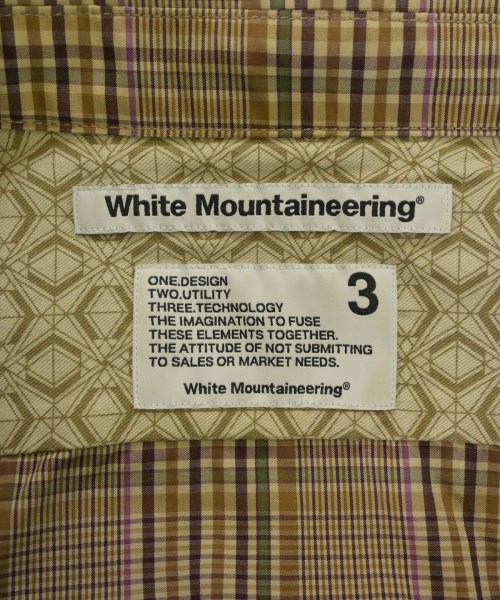 White Mountaineering®
3
ONE.DESIGN
TWO.UTILITY
THREE.TECHNOLOGY
THE IMAGINATION TO FUSE
THESE ELEMENTS TOGETHER.
THE ATTITUDE OF NOT SUBMITTING
TO SALES OR MARKET NEEDS.
White Mountaineering®